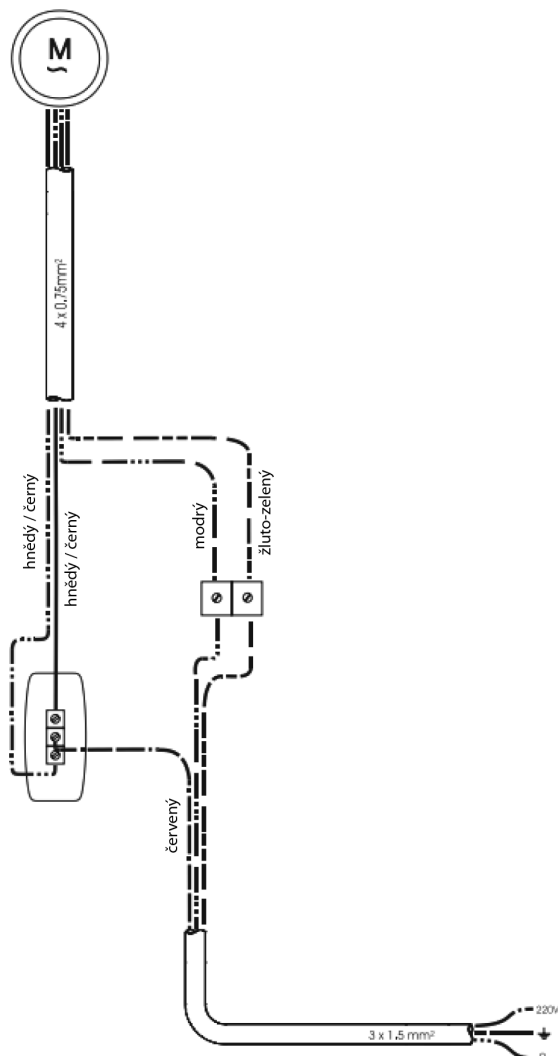 M
4 x 0.75mm²
hnědý / černý
hnědý / černý
modrý
žluto-zelený
červený
220V
3 x 1.5 mm²